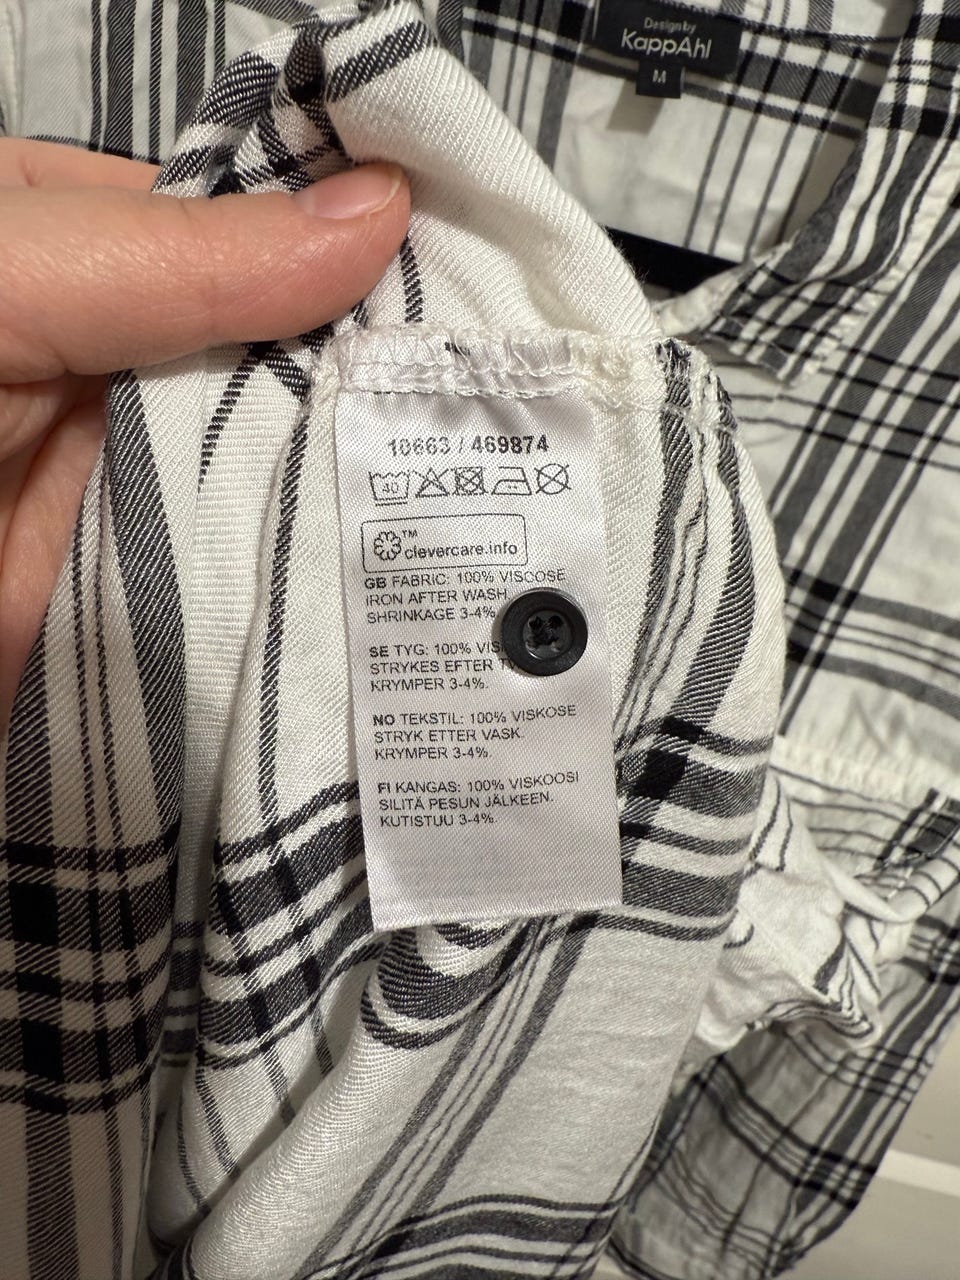 Design by
KappAhl
M
10663 / 469874
40
TM
clevercare.info
GB FABRIC: 100% VISCOSE
IRON AFTER WASH
SHRINKAGE 3-4%
SE TYG: 100% VIS
STRYKES EFTER
KRYMPER 3-4%.
NO TEKSTIL: 100% VISKOSE
STRYK ETTER VASK.
KRYMPER 3-4%.
FI KANGAS: 100% VISKOOSI
SILITÄ PESUN JÄLKEEN.
KUTISTUU 3-4%.